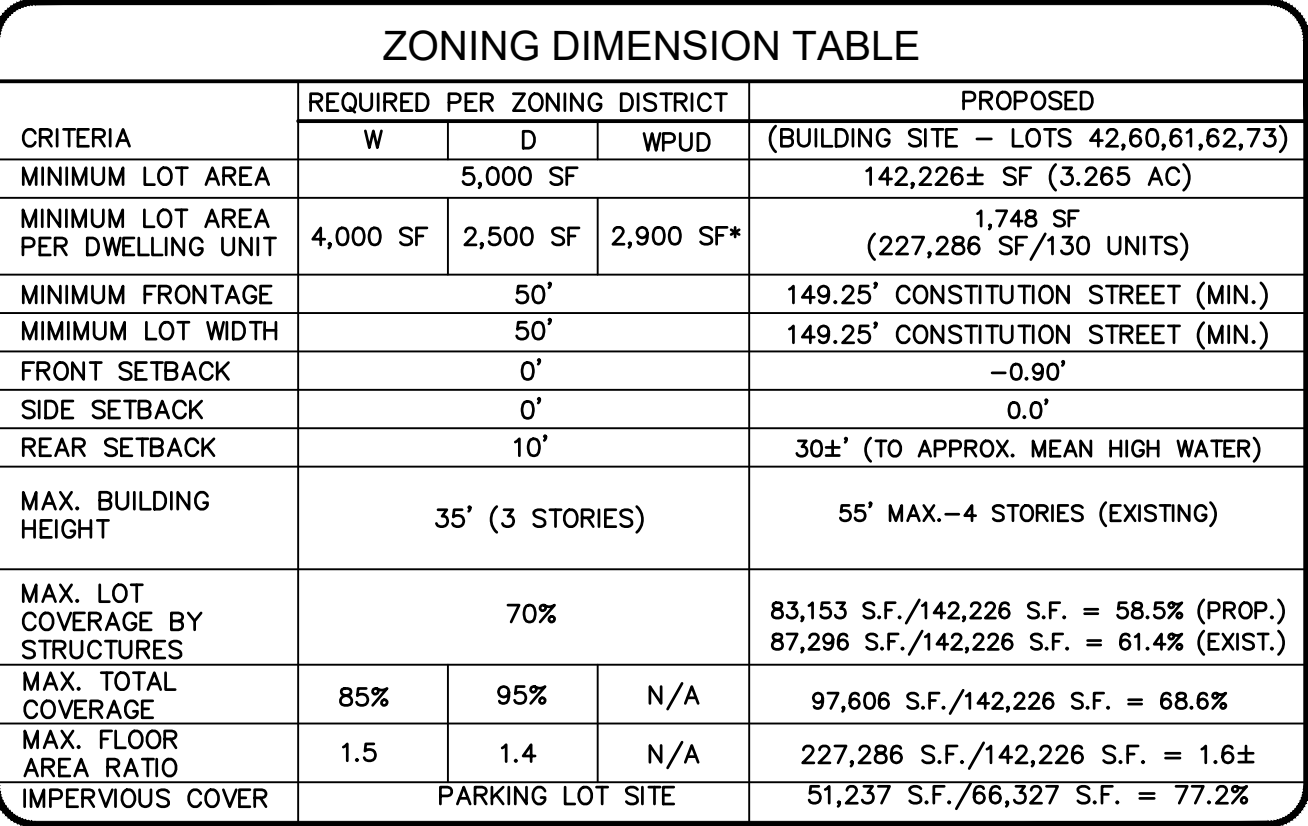 ZONING DIMENSION TABLE
REQUIRED PER ZONING DISTRICT
PROPOSED
CRITERIA
W
D
WPUD
(BUILDING SITE – LOTS 42,60,61,62,73)
MINIMUM LOT AREA
5,000 SF
142,226± SF (3.265 AC)
MINIMUM LOT AREA
PER DWELLING UNIT
4,000 SF
2,500 SF
2,900 SF*
1,748 SF
(227,286 SF/130 UNITS)
MINIMUM FRONTAGE
50'
149.25' CONSTITUTION STREET (MIN.)
MIMIMUM LOT WIDTH
50'
149.25' CONSTITUTION STREET (MIN.)
FRONT SETBACK
0'
–0.90'
SIDE SETBACK
0'
0.0'
REAR SETBACK
10'
30±' (TO APPROX. MEAN HIGH WATER)
MAX. BUILDING
HEIGHT
35' (3 STORIES)
55' MAX.–4 STORIES (EXISTING)
MAX. LOT
COVERAGE BY
STRUCTURES
70%
83,153 S.F./142,226 S.F. = 58.5% (PROP.)
87,296 S.F./142,226 S.F. = 61.4% (EXIST.)
MAX. TOTAL
COVERAGE
85%
95%
N/A
97,606 S.F./142,226 S.F. = 68.6%
MAX. FLOOR
AREA RATIO
1.5
1.4
N/A
227,286 S.F./142,226 S.F. = 1.6±
IMPERVIOUS COVER
PARKING LOT SITE
51,237 S.F./66,327 S.F. = 77.2%